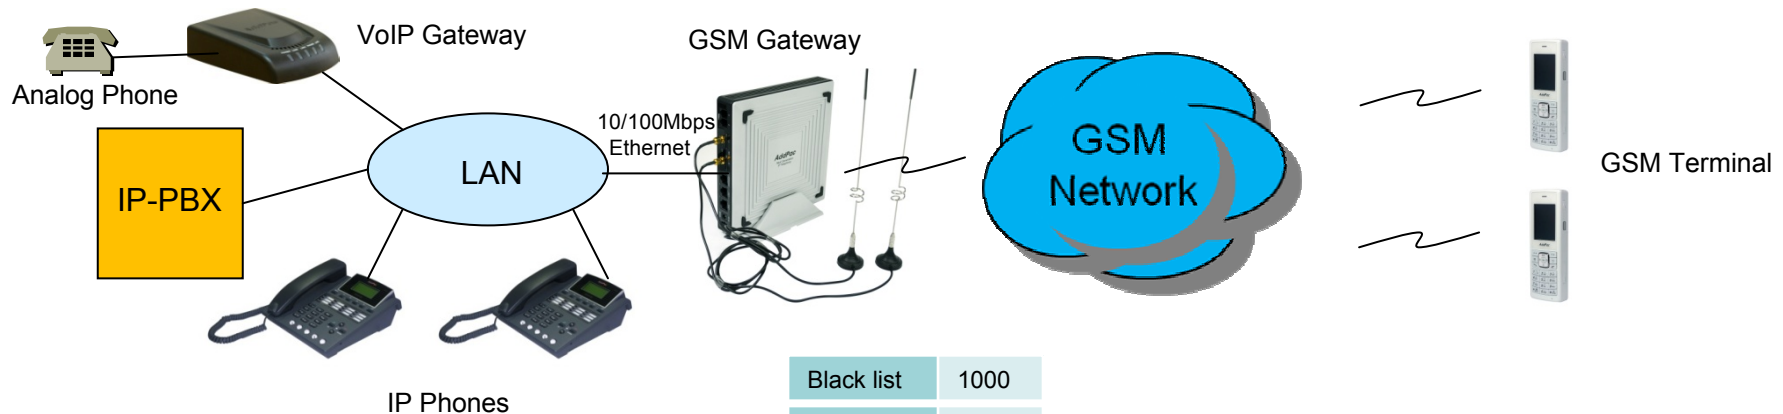 VoIP Gateway
GSM Gateway
Analog Phone
10/100Mbps
Ethernet
AddPac
GSM
Network
LAN
IP-PBX
GSM Terminal
IP Phones
Black list 1000